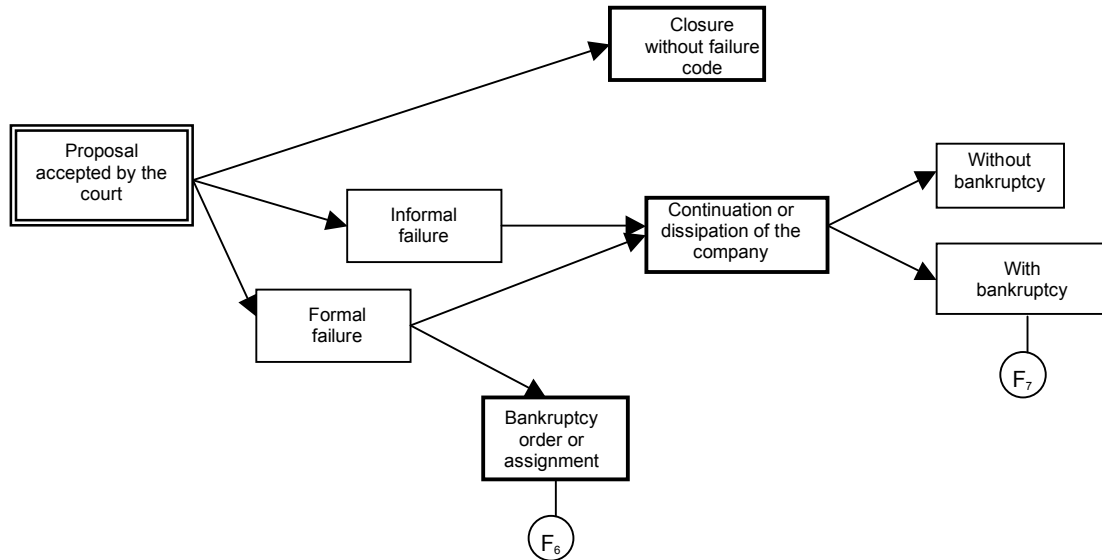 Closure
without failure
code
Proposal
accepted by the
court
Without
bankruptcy
Informal
failure
Continuation or
dissipation of the
company
With
bankruptcy
Formal
failure
F7
Bankruptcy
order or
assignment
F6